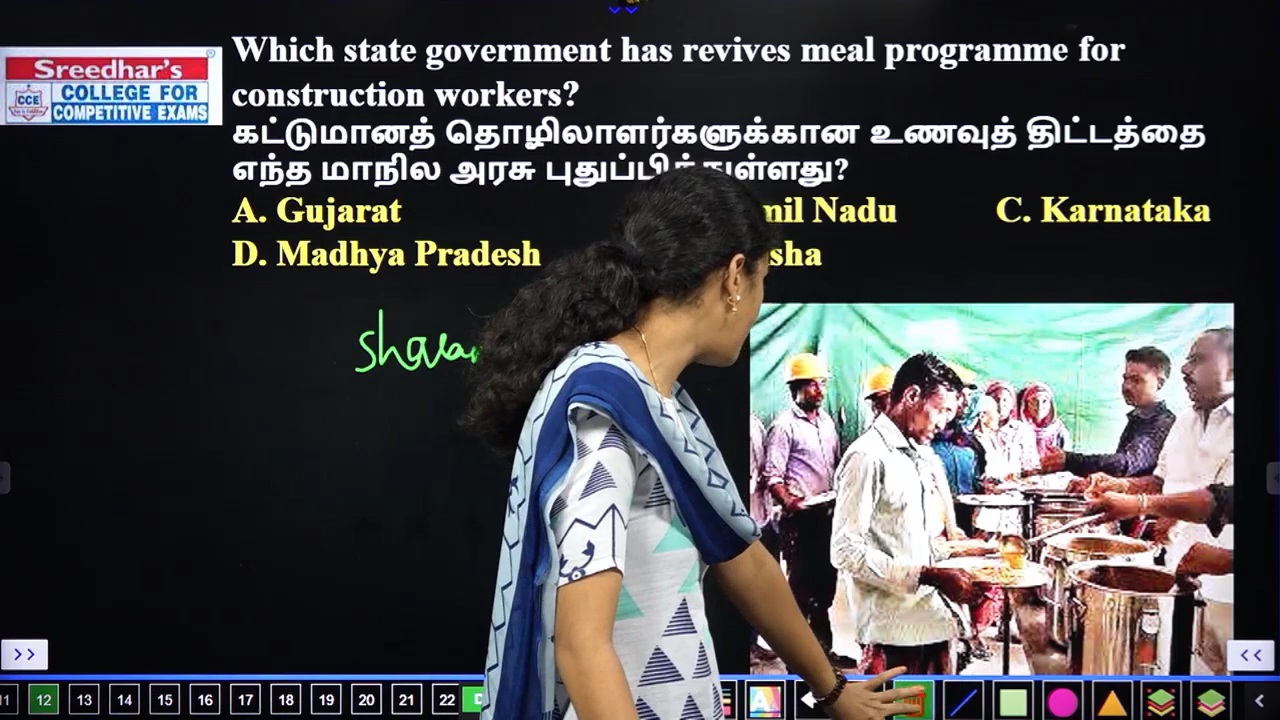 Sreedhar's
CCE
COLLEGE FOR
COMPETITIVE EXAMS
Which state government has revives meal programme for
construction workers?
கட்டுமானத் தொழிலாளர்களுக்கான உணவுத் திட்டத்தை
எந்த மாநில அரசு
A. Gujarat Nadu C. Karnataka
D. Madhya Pradesh
>> <<
11 12 13 14 15 16 17 18 19 20 21 22